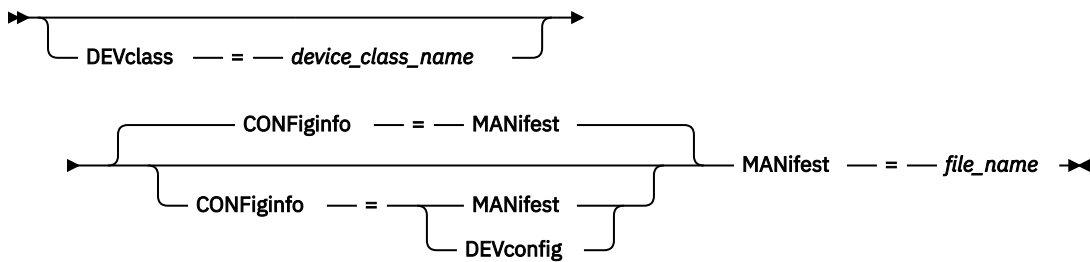 DEVclass = device_class_name
CONFiginfo = MANifest
MANifest = file_name
CONFiginfo = MANifest
DEVconfig